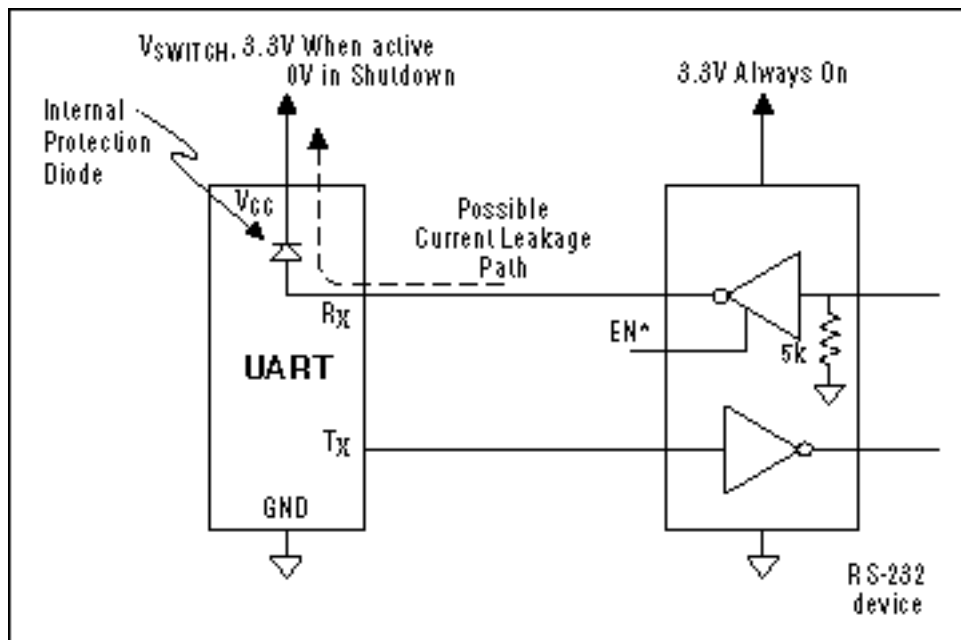 VSWITCH, 3.3V When active
0V in Shutdown
3.3V Always On
Internal
Protection
Diode
VCC
Possible
Current Leakage
Path
RX
EN*
5k
UART
TX
GND
RS-232
device